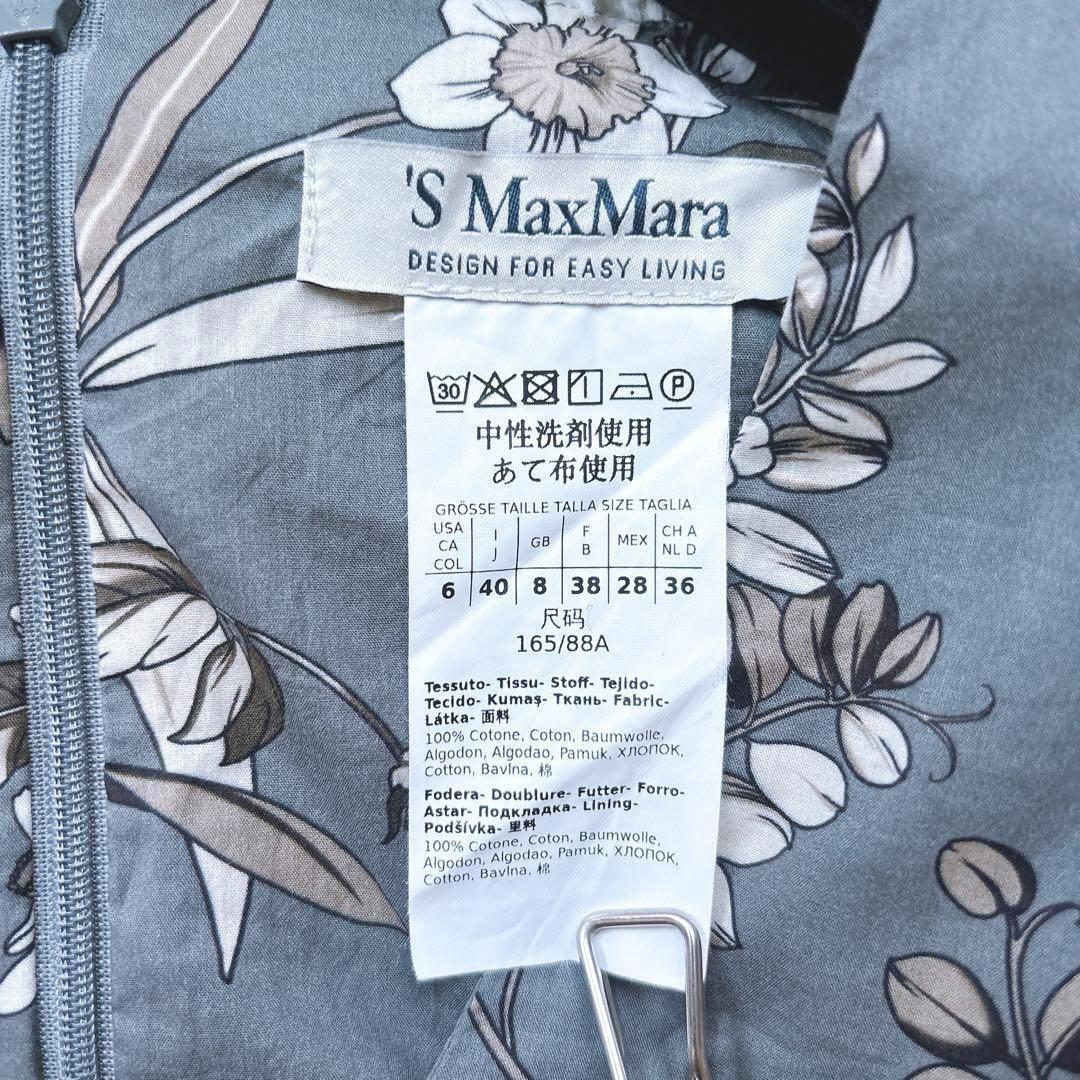 'S MaxMara
DESIGN FOR EASY LIVING
30 P
中性洗剤使用
あて布使用
GRÖSSE TAILLE TALLA SIZE TAGLIA
USA CA COL I J GB F B MEX CH A NL D
6 40 8 38 28 36
尺码
165/88A
Tessuto- Tissu- Stoff- Tejido-
Tecido- Kumaş- Ткань- Fabric-
Látka- 面料
100% Cotone, Coton, Baumwolle,
Algodon, Algodao, Pamuk, ХЛОПОК,
Cotton, Bavlna, 棉
Fodera- Doublure- Futter- Forro-
Astar- Подкладка- Lining-
Podšívka- 里料
100% Cotone, Coton, Baumwolle,
Algodon, Algodao, Pamuk, ХЛОПОК,
Cotton, Bavlna, 棉